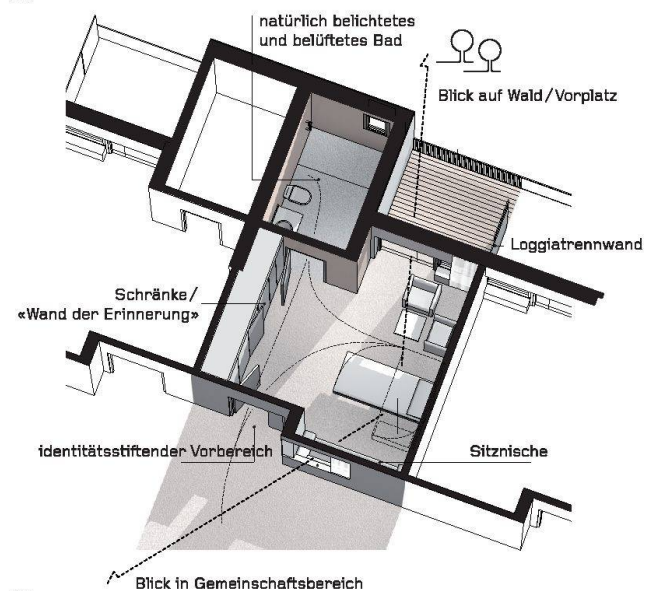 natürlich belichtetes
und belüftetes Bad
Blick auf Wald/Vorplatz
Loggiatrennwand
Schränke/
«Wand der Erinnerung»
identitätsstiftender Vorbereich
Sitznische
Blick in Gemeinschaftsbereich